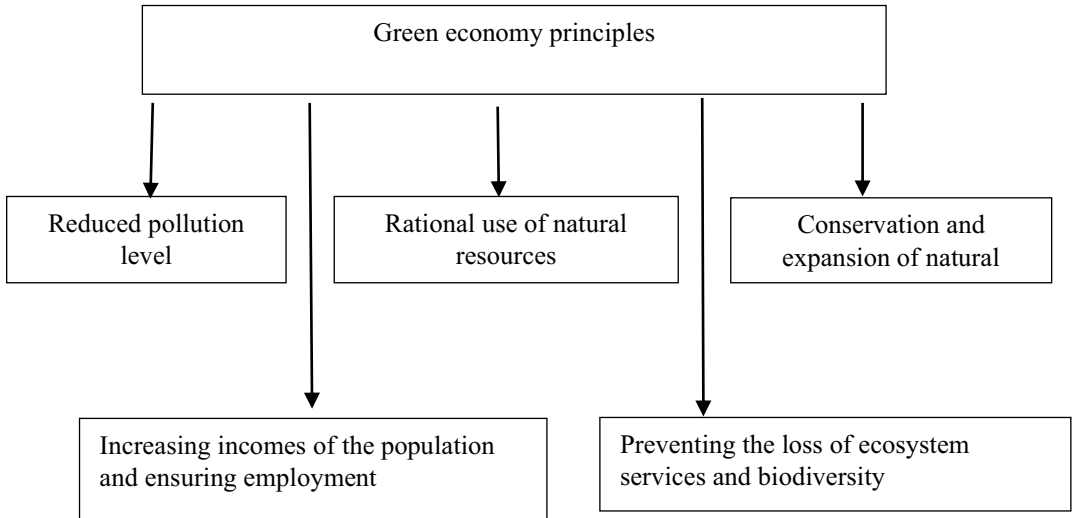 Green economy principles
Reduced pollution
level
Rational use of natural
resources
Conservation and
expansion of natural
Increasing incomes of the population
and ensuring employment
Preventing the loss of ecosystem
services and biodiversity